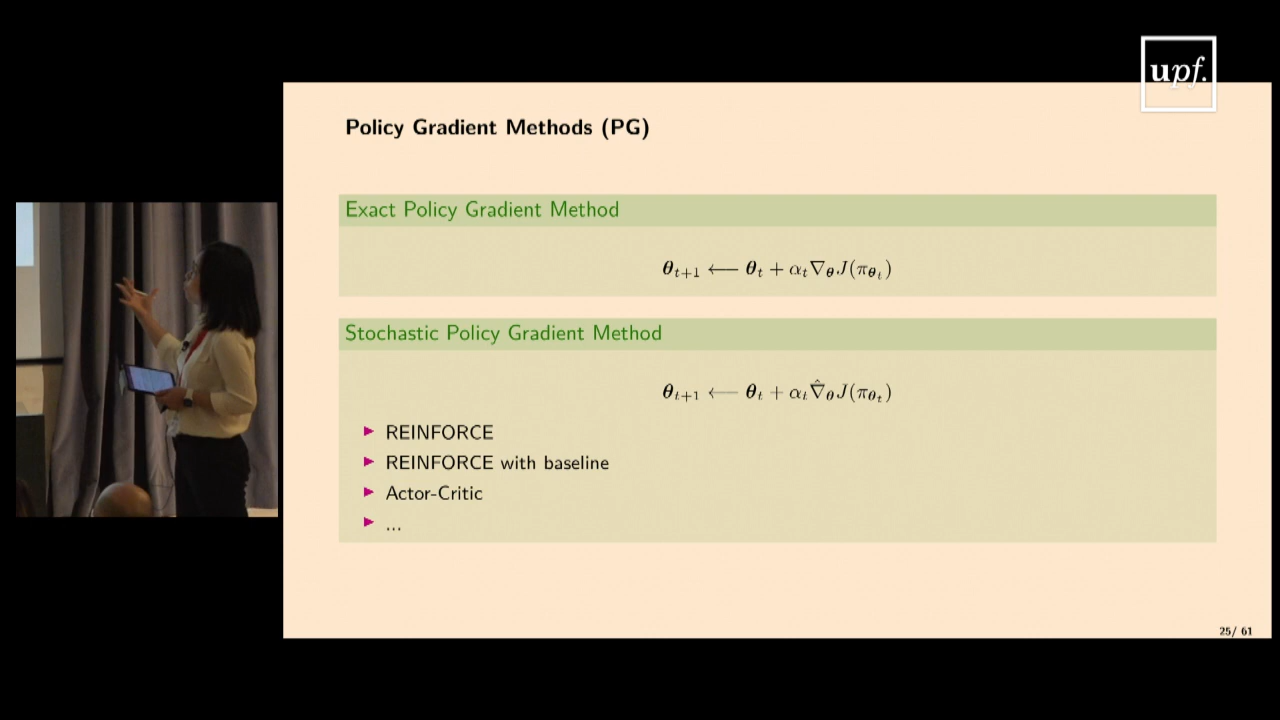 upf.
Policy Gradient Methods (PG)
Exact Policy Gradient Method
θ_{t+1} ⟵ θ_t + α_t ∇_θ J(π_{θ_t})
Stochastic Policy Gradient Method
θ_{t+1} ⟵ θ_t + α_t ∇̂_θ J(π_{θ_t})
▶ REINFORCE
▶ REINFORCE with baseline
▶ Actor-Critic
▶ ...
25/ 61